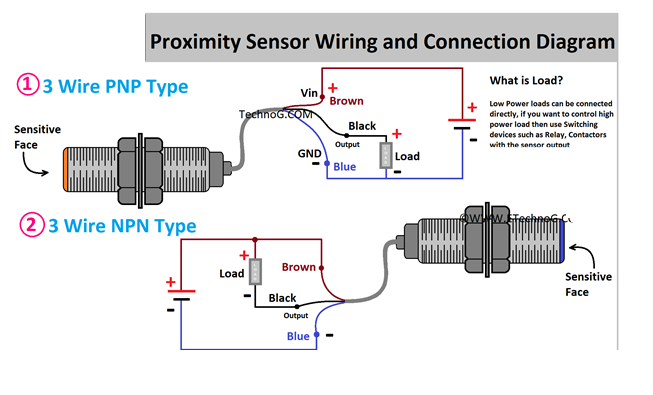 Proximity Sensor Wiring and Connection Diagram
1 3 Wire PNP Type
Sensitive
Face
TechnoG.COM
Vin
+
Brown
Black
Output
+
Load
-
GND
-
Blue
+
-
What is Load?
Low Power loads can be connected
directly, if you want to control high
power load then use Switching
devices such as Relay, Contactors
with the sensor output
2 3 Wire NPN Type
+
-
+
Load
-
Brown
Black
Output
Blue
-
Sensitive
Face